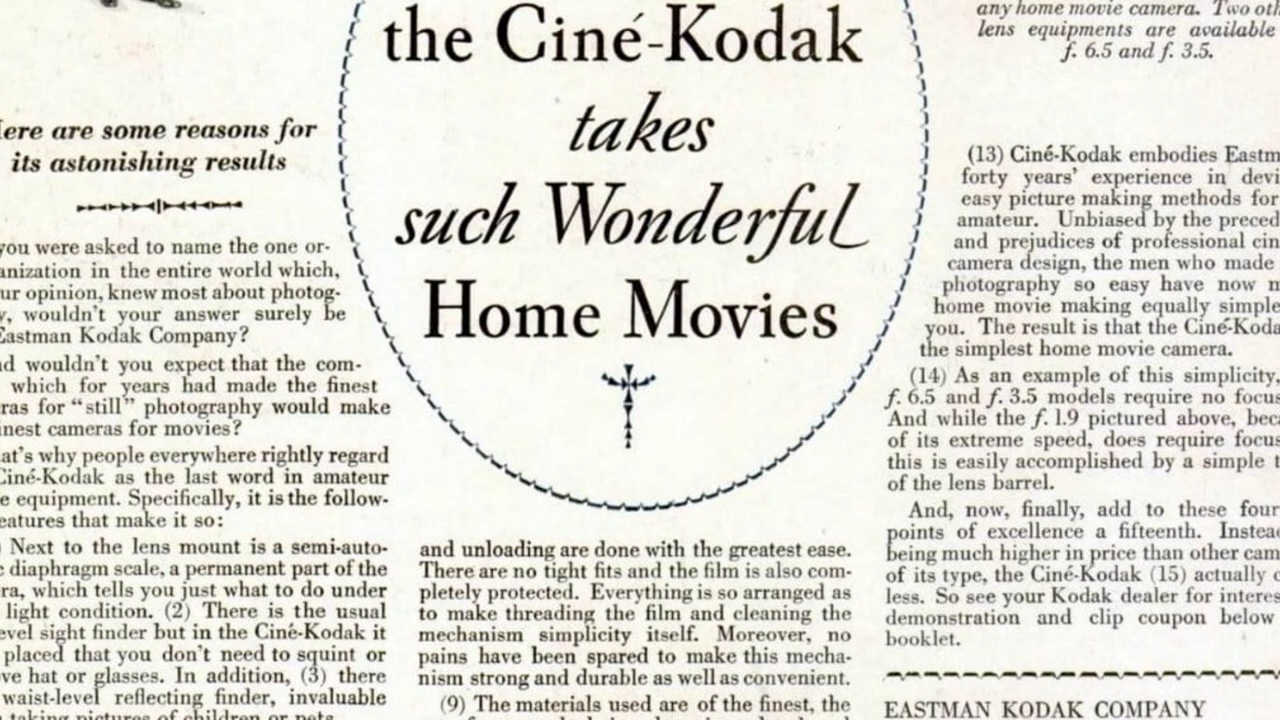 the Ciné-Kodak
takes
such Wonderful
Home Movies
ere are some reasons for
its astonishing results
you were asked to name the one or-
anization in the entire world which,
ur opinion, knew most about photog-
y, wouldn't your answer surely be
Eastman Kodak Company?
d wouldn't you expect that the com-
which for years had made the finest
ras for "still" photography would make
inest cameras for movies?
at's why people everywhere rightly regard
Ciné-Kodak as the last word in amateur
e equipment. Specifically, it is the follow-
eatures that make it so:
) Next to the lens mount is a semi-auto-
c diaphragm scale, a permanent part of the
ra, which tells you just what to do under
light condition. (2) There is the usual
evel sight finder but in the Ciné-Kodak it
placed that you don't need to squint or
ve hat or glasses. In addition, (3) there
waist-level reflecting finder, invaluable
taking pictures of children or pets
and unloading are done with the greatest ease.
There are no tight fits and the film is also com-
pletely protected. Everything is so arranged as
to make threading the film and cleaning the
mechanism simplicity itself. Moreover, no
pains have been spared to make this mecha-
nism strong and durable as well as convenient.
(9) The materials used are of the finest, the
any home movie camera. Two oth
lens equipments are available
f. 6.5 and f. 3.5.
(13) Ciné-Kodak embodies Eastm
forty years' experience in devi
easy picture making methods for
amateur. Unbiased by the preced
and prejudices of professional cin
camera design, the men who made
photography so easy have now m
home movie making equally simple
you. The result is that the Ciné-Koda
the simplest home movie camera.
(14) As an example of this simplicity,
f. 6.5 and f. 3.5 models require no focus
And while the f. 1.9 pictured above, beca
of its extreme speed, does require focus
this is easily accomplished by a simple t
of the lens barrel.
And, now, finally, add to these four
points of excellence a fifteenth. Instea
being much higher in price than other cam
of its type, the Ciné-Kodak (15) actually c
less. So see your Kodak dealer for interes
demonstration and clip coupon below
booklet.
EASTMAN KODAK COMPANY